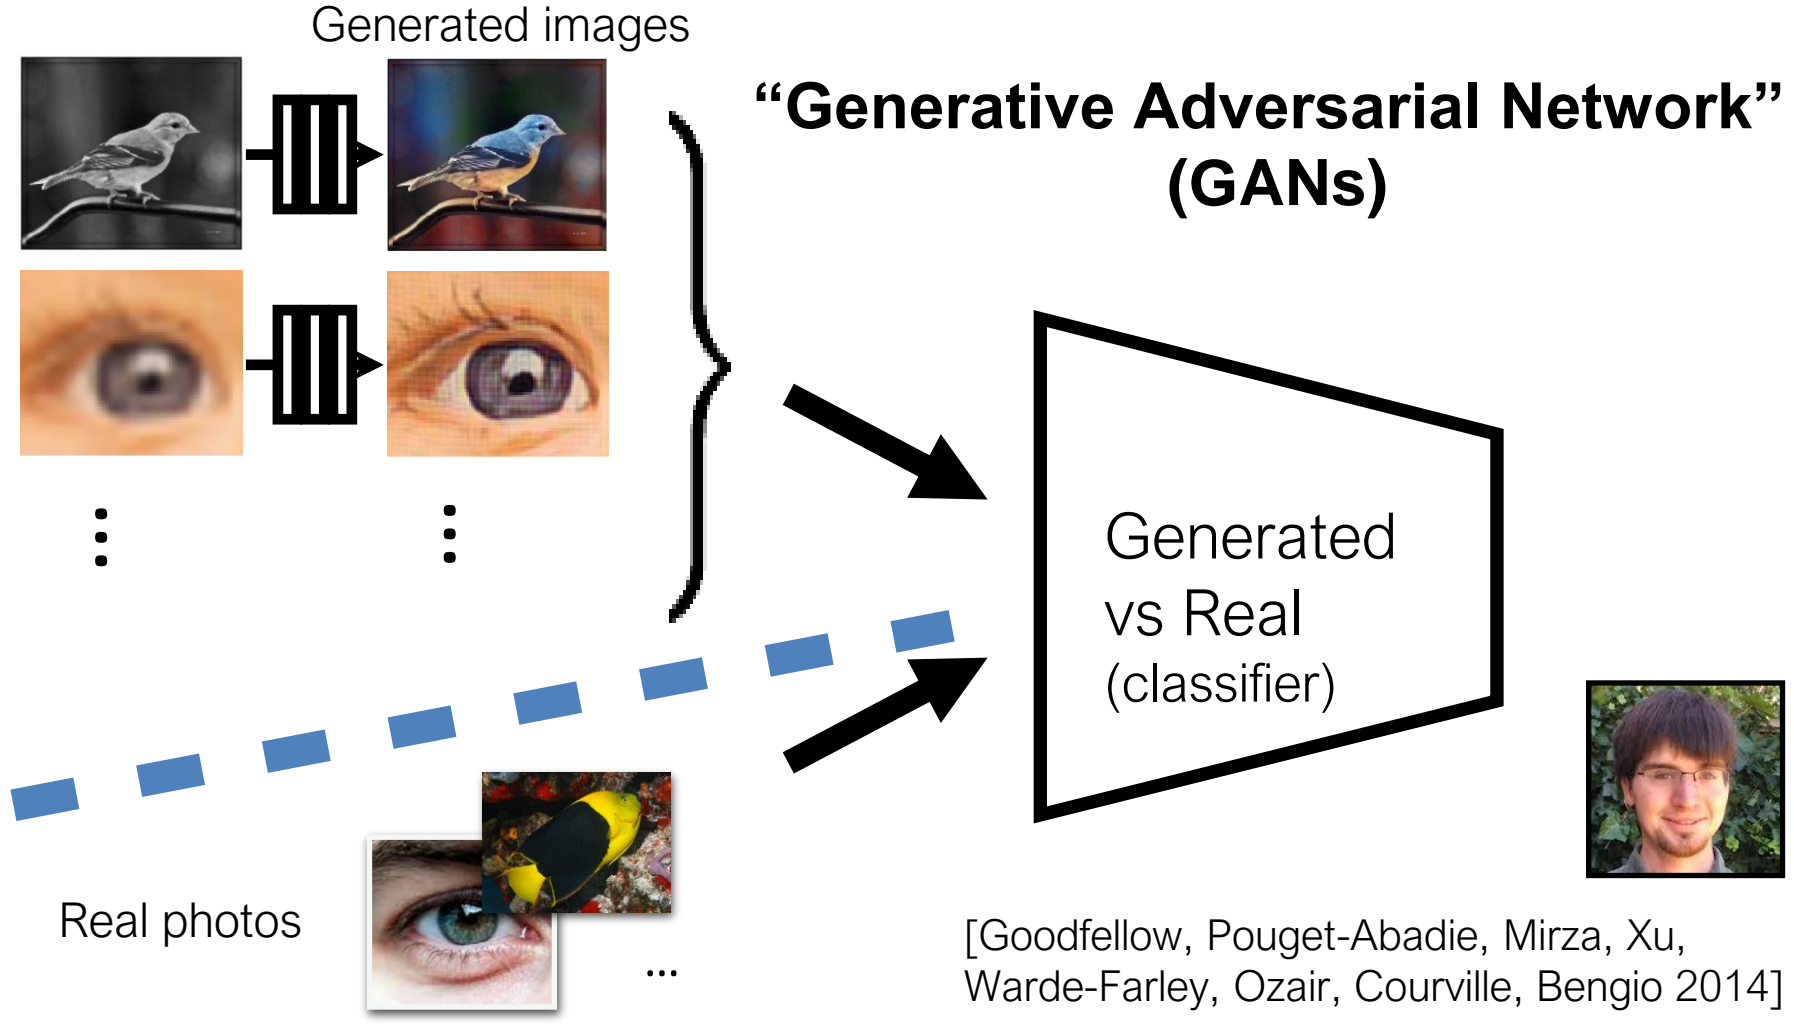 Generated images
“Generative Adversarial Network”
(GANs)
Generated
vs Real
(classifier)
Real photos
...
[Goodfellow, Pouget-Abadie, Mirza, Xu,
Warde-Farley, Ozair, Courville, Bengio 2014]